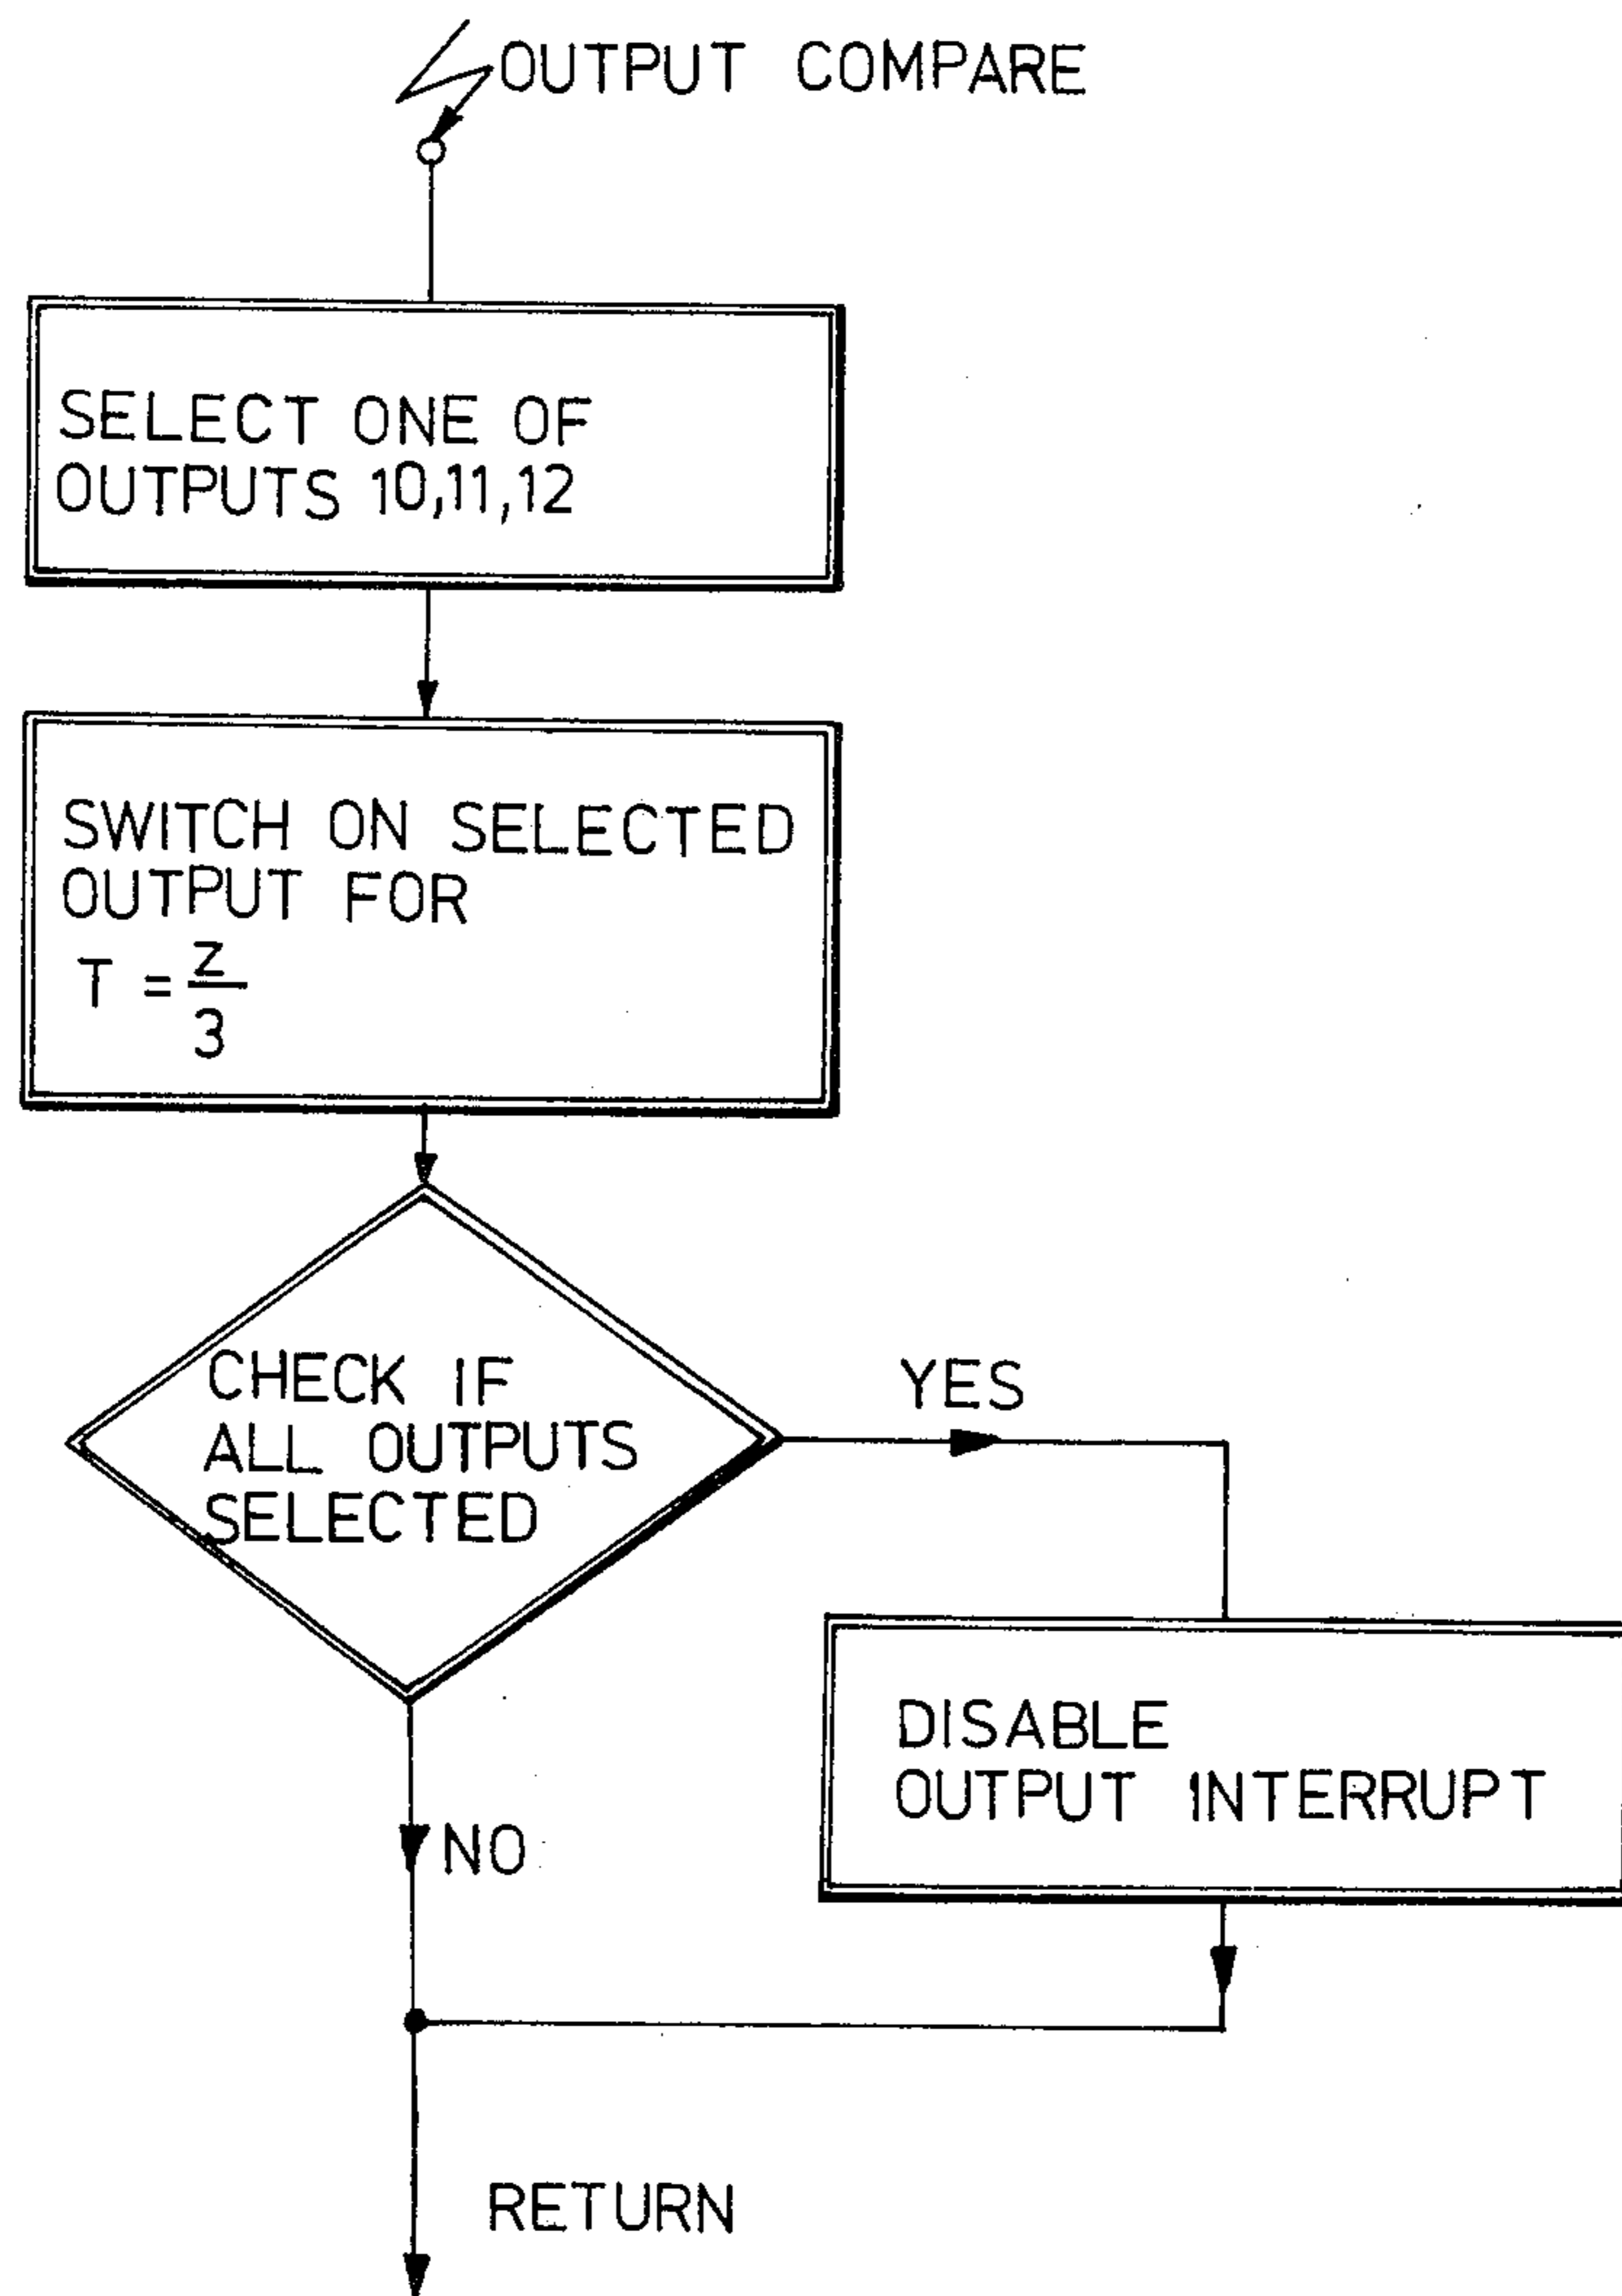 OUTPUT COMPARE
SELECT ONE OF
OUTPUTS 10,11,12
SWITCH ON SELECTED
OUTPUT FOR
T = z/3
CHECK IF
ALL OUTPUTS
SELECTED
YES
DISABLE
OUTPUT INTERRUPT
NO
RETURN